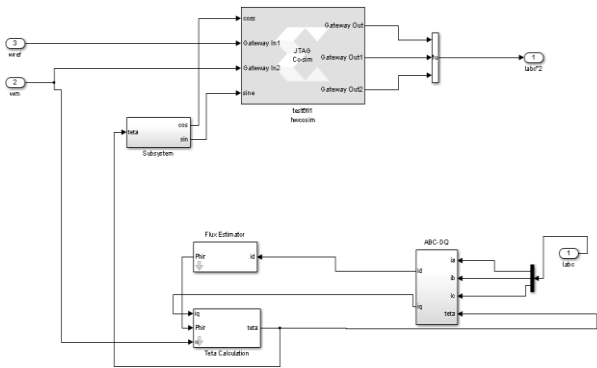 coss
Gateway Out
3
wref
Gateway In1
JTAG
Co-sim
Gateway Out1
1
Iabc*2
2
wm
Gateway In2
Gateway Out2
sine
hwcosim
teta
cos
sin
Subsystem
Flux Estimator
Phir
id
ABC-DQ
ia
1
Iabc
id
ib
iq
ic
teta
iq
Phir
teta
Teta Calculation